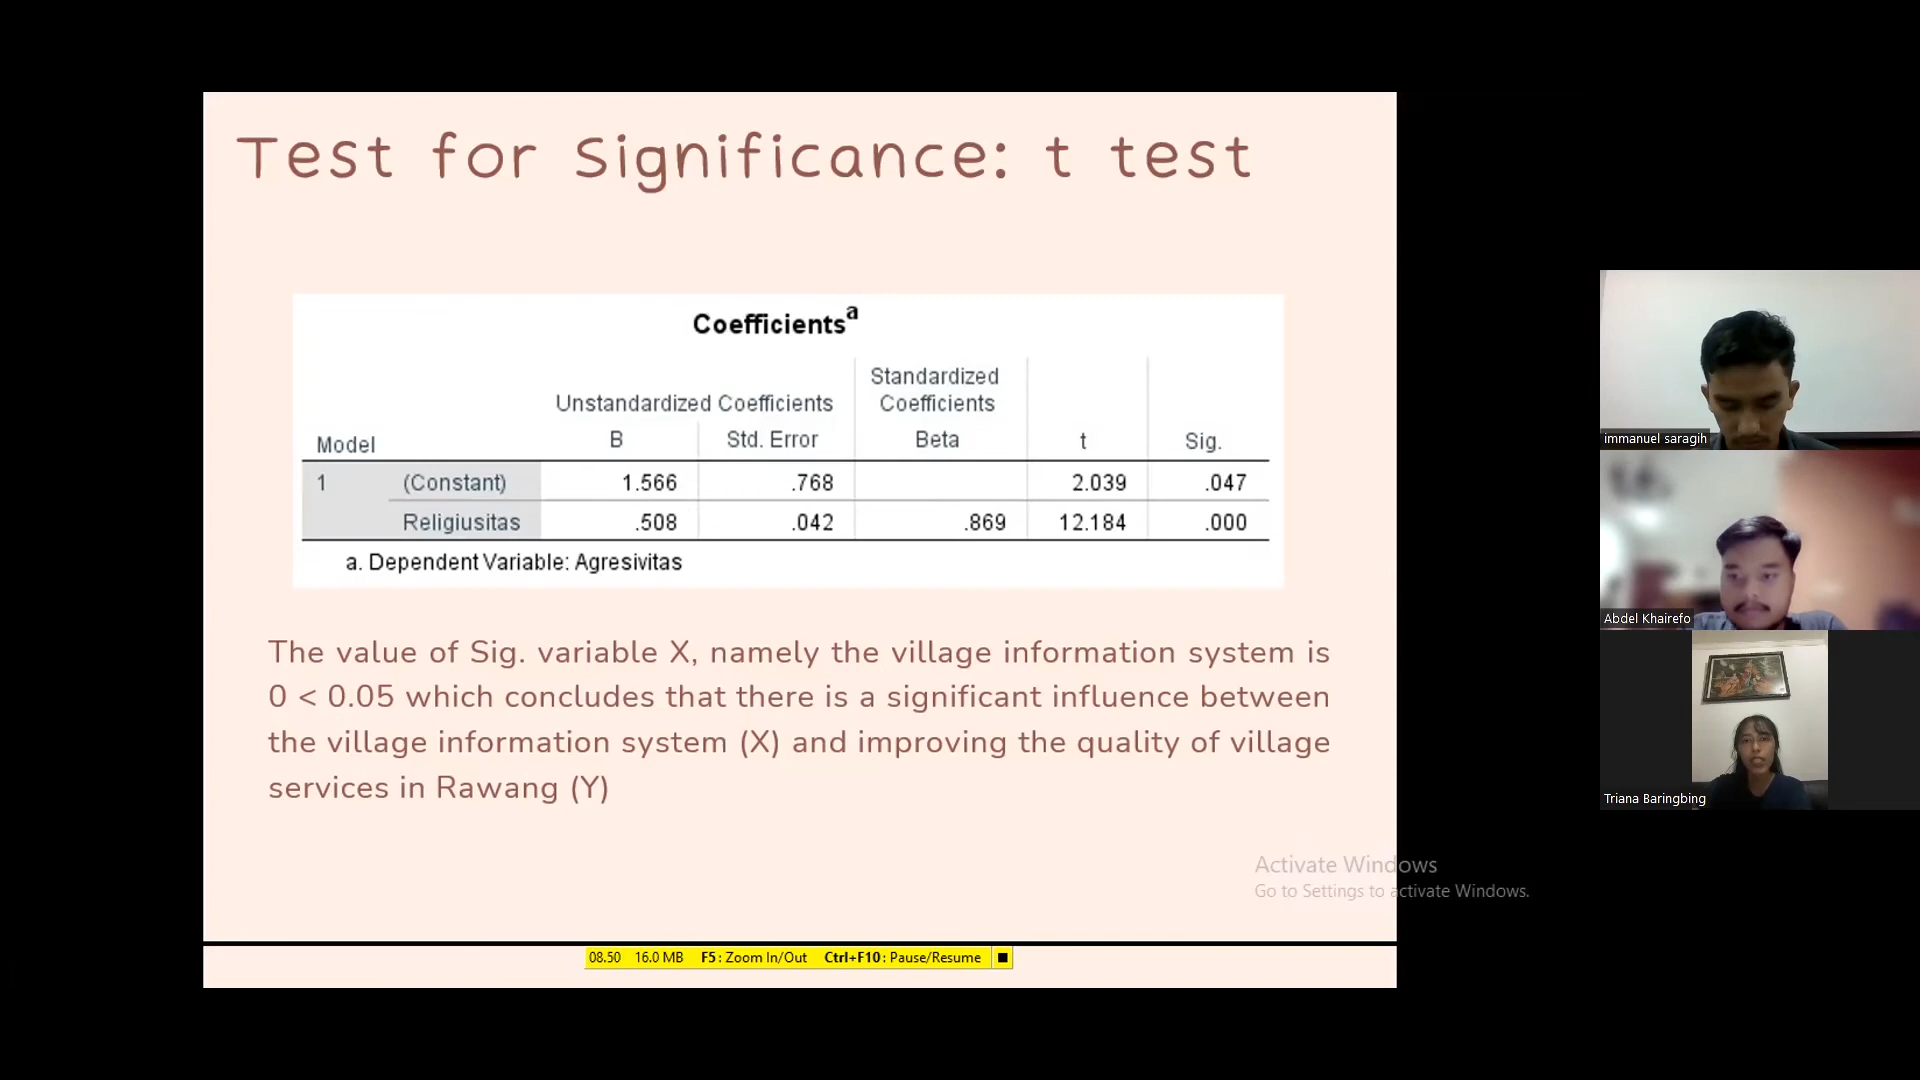 Test for Significance: t test
Coefficientsa
Standardized
Unstandardized Coefficients Coefficients
Model B Std. Error Beta t Sig.
1 (Constant) 1.566 .768 2.039 .047
Religiusitas .508 .042 .869 12.184 .000
a. Dependent Variable: Agresivitas
The value of Sig. variable X, namely the village information system is
0 < 0.05 which concludes that there is a significant influence between
the village information system (X) and improving the quality of village
services in Rawang (Y)
immanuel saragih
Abdel Khairefo
Triana Baringbing
Activate Windows
Go to Settings to activate Windows.
08.50 16.0 MB F5: Zoom In/Out Ctrl+F10: Pause/Resume